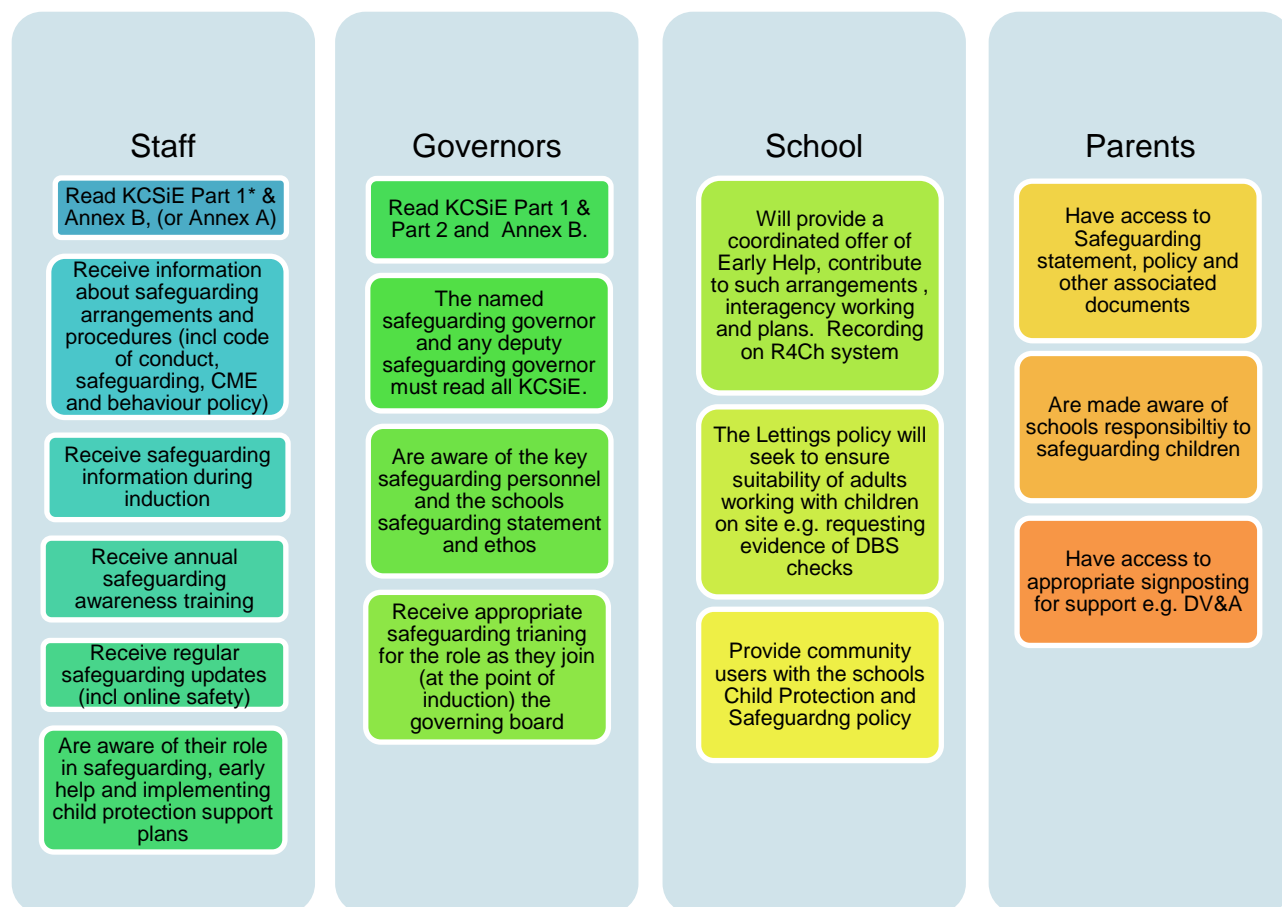 Staff
Read KCSiE Part 1* &
Annex B, (or Annex A)
Receive information
about safeguarding
arrangements and
procedures (incl code
of conduct,
safeguarding, CME
and behaviour policy)
Receive safeguarding
information during
induction
Receive annual
safeguarding
awareness training
Receive regular
safeguarding updates
(incl online safety)
Are aware of their role
in safeguarding, early
help and implementing
child protection support
plans
Governors
Read KCSiE Part 1 &
Part 2 and  Annex B.
The named
safeguarding governor
and any deputy
safeguarding governor
must read all KCSiE.
Are aware of the key
safeguarding personnel
and the schools
safeguarding statement
and ethos
Receive appropriate
safeguarding trianing
for the role as they join
(at the point of
induction) the
governing board
School
Will provide a
coordinated offer of
Early Help, contribute
to such arrangements ,
interagency working
and plans.  Recording
on R4Ch system
The Lettings policy will
seek to ensure
suitability of adults
working with children
on site e.g. requesting
evidence of DBS
checks
Provide community
users with the schools
Child Protection and
Safeguardng policy
Parents
Have access to
Safeguarding
statement, policy and
other associated
documents
Are made aware of
schools responsibiltiy to
safeguarding children
Have access to
appropriate signposting
for support e.g. DV&A